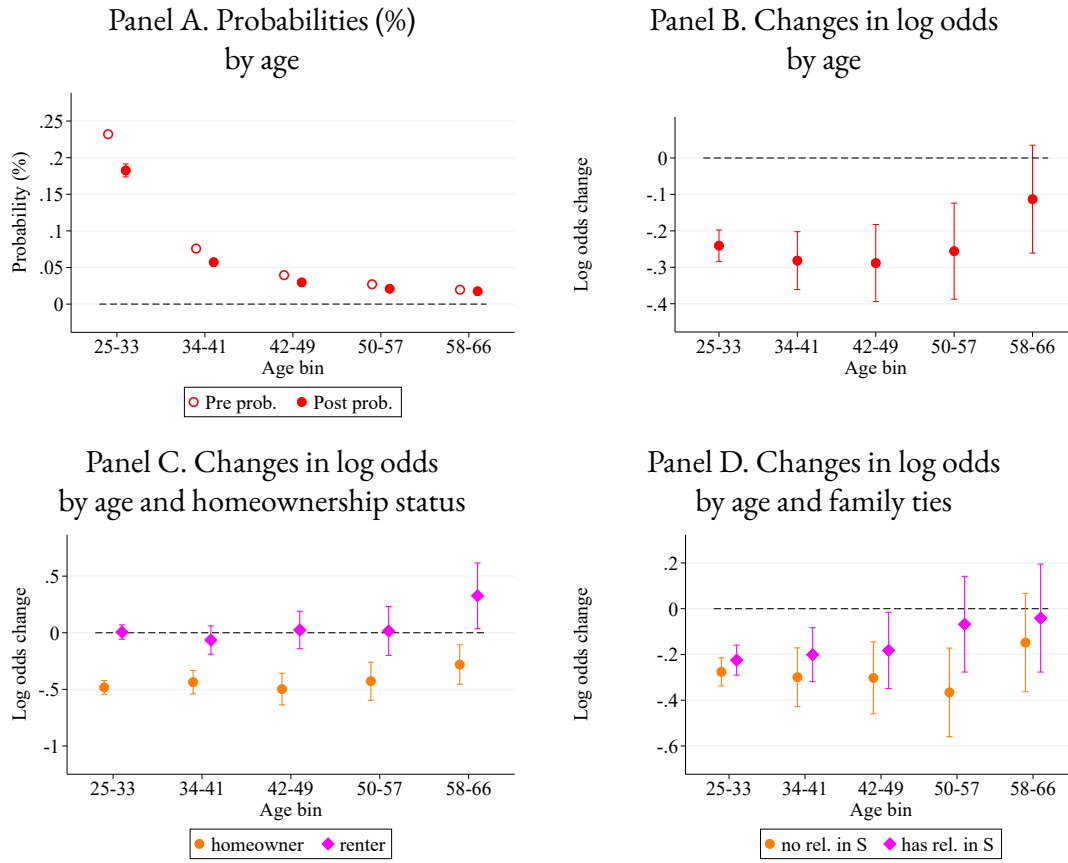 Panel A. Probabilities (%)
by age
Probability (%)
.25
.2
.15
.1
.05
0
25-33 34-41 42-49 50-57 58-66
Age bin
Pre prob. Post prob.
Panel B. Changes in log odds
by age
Log odds change
0
-.1
-.2
-.3
-.4
25-33 34-41 42-49 50-57 58-66
Age bin
Panel C. Changes in log odds
by age and homeownership status
Log odds change
.5
0
-.5
-1
25-33 34-41 42-49 50-57 58-66
Age bin
homeowner renter
Panel D. Changes in log odds
by age and family ties
Log odds change
.2
0
-.2
-.4
-.6
25-33 34-41 42-49 50-57 58-66
Age bin
no rel. in S has rel. in S